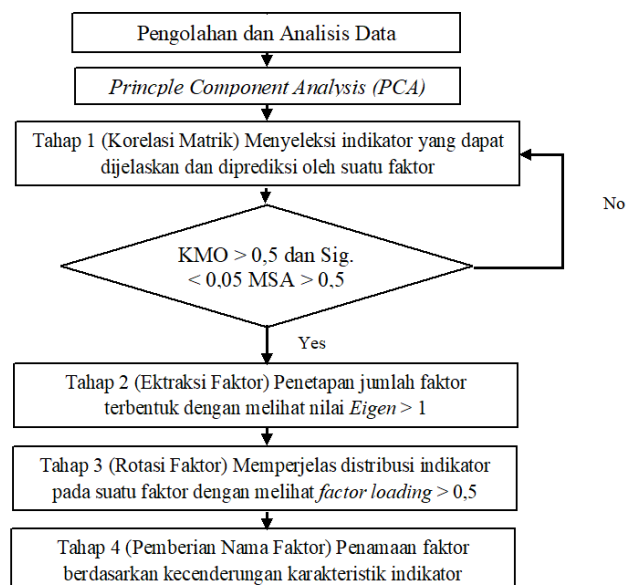 Pengolahan dan Analisis Data
Princple Component Analysis (PCA)
Tahap 1 (Korelasi Matrik) Menyeleksi indikator yang dapat
dijelaskan dan diprediksi oleh suatu faktor
No
KMO > 0,5 dan Sig.
< 0,05 MSA > 0,5
Yes
Tahap 2 (Ektraksi Faktor) Penetapan jumlah faktor
terbentuk dengan melihat nilai Eigen > 1
Tahap 3 (Rotasi Faktor) Memperjelas distribusi indikator
pada suatu faktor dengan melihat factor loading > 0,5
Tahap 4 (Pemberian Nama Faktor) Penamaan faktor
berdasarkan kecenderungan karakteristik indikator